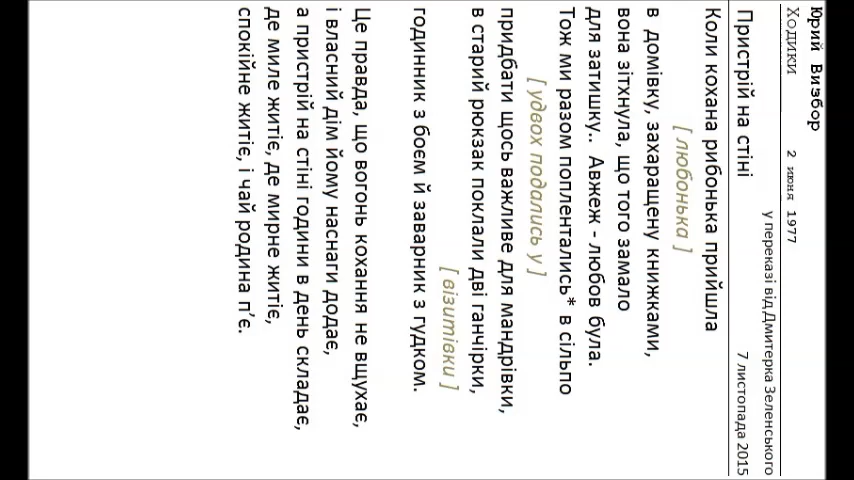 Юрий Визбор
Ходики 2 июня 1977
у переказі від Дмитерка Зеленського
Пристрій на стіні 7 листопада 2015
Коли кохана рибонька прийшла
[ любонька ]
в домівку, захаращену книжками,
вона зітхнула, що того замало
для затишку.. Авжеж - любов була.
Тож ми разом поплентались* в сільпо
[ удвох подались у ]
придбати щось важливе для мандрівки,
в старий рюкзак поклали дві ганчірки,
[ візитівки ]
годинник з боєм й заварник з гудком.
Це правда, що вогонь кохання не вщухає,
і власний дім йому наснаги додає,
а пристрій на стіні години в день складає,
де миле житіє, де мирне житіє,
спокійне житіє, і чай родина п’є.